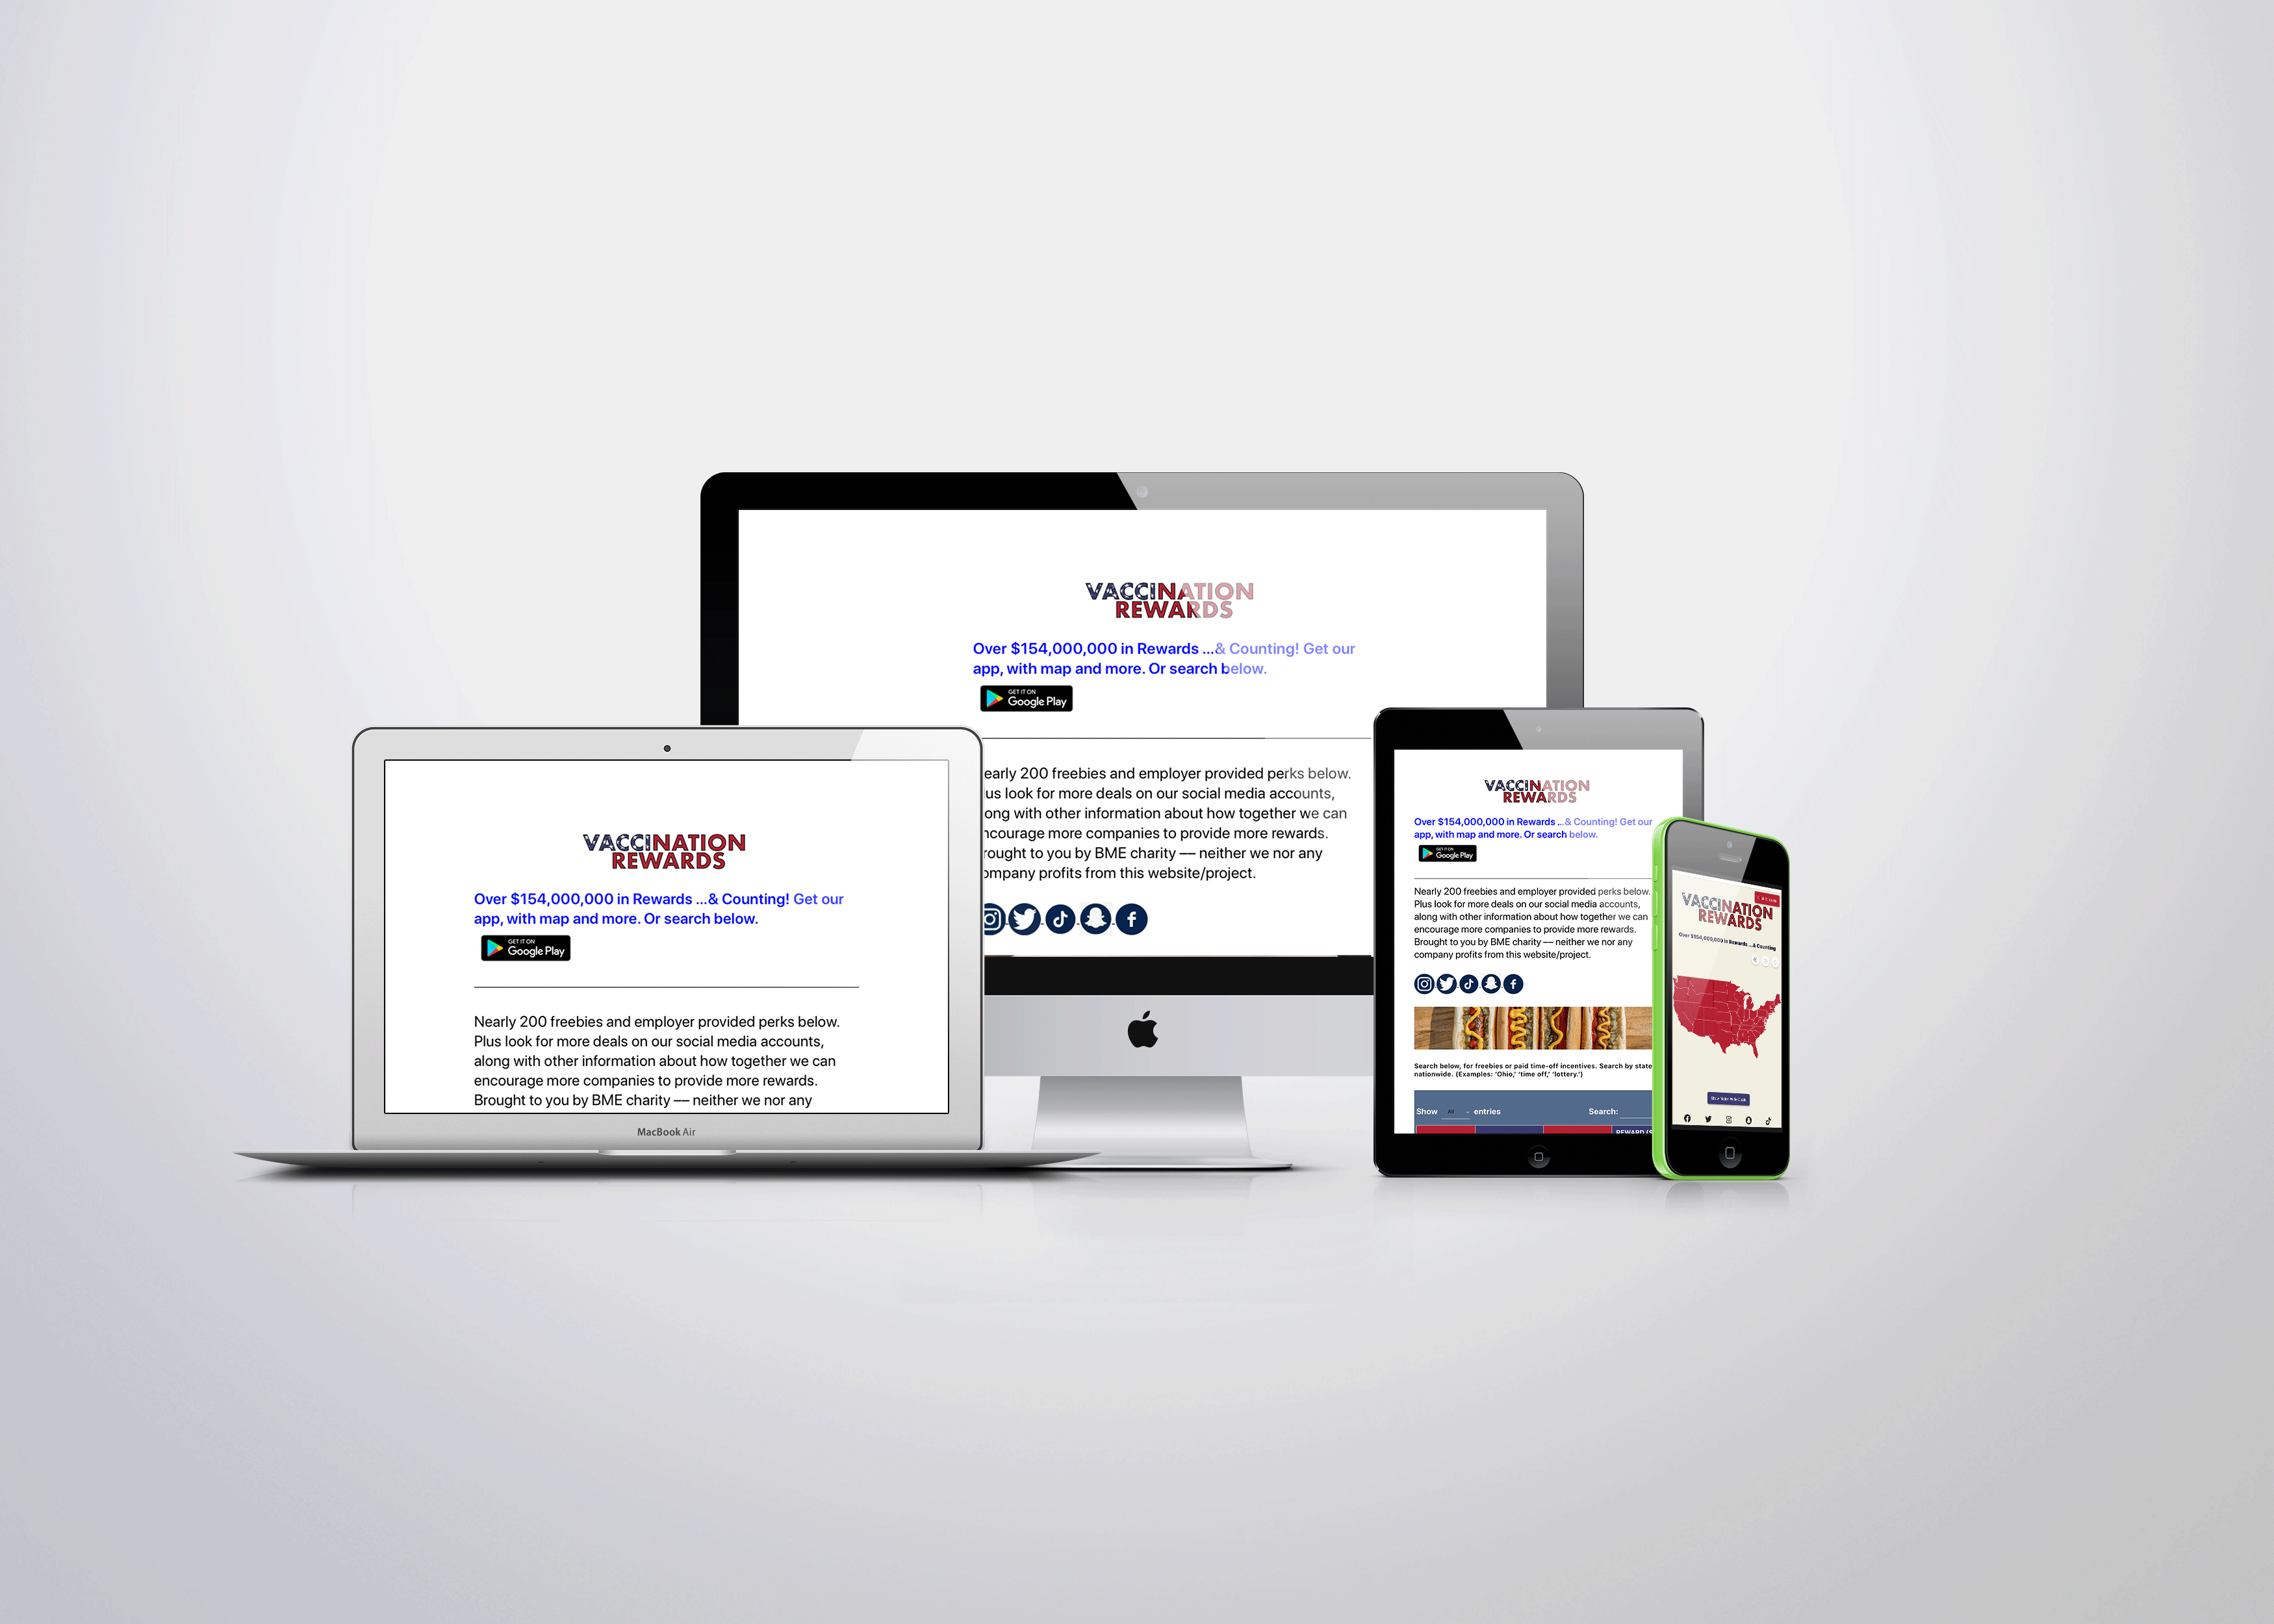 VACCINATION
REWARDS
Over $154,000,000 in Rewards ...& Counting! Get our
app, with map and more. Or search below.
GET IT ON
Google Play
early 200 freebies and employer provided perks below.
us look for more deals on our social media accounts,
ong with other information about how together we can
ncourage more companies to provide more rewards.
rought to you by BME charity — neither we nor any
ompany profits from this website/project.
VACCINATION
REWARDS
Over $154,000,000 in Rewards ...& Counting! Get our
app, with map and more. Or search below.
GET IT ON
Google Play
Nearly 200 freebies and employer provided perks below.
Plus look for more deals on our social media accounts,
along with other information about how together we can
encourage more companies to provide more rewards.
Brought to you by BME charity — neither we nor any
MacBook Air
VACCINATION
REWARDS
Over $154,000,000 in Rewards ...& Counting! Get our
app, with map and more. Or search below.
GET IT ON
Google Play
Nearly 200 freebies and employer provided perks below.
Plus look for more deals on our social media accounts,
along with other information about how together we can
encourage more companies to provide more rewards.
Brought to you by BME charity — neither we nor any
company profits from this website/project.
Search below, for freebies or paid time-off incentives. Search by state
nationwide. (Examples: 'Ohio,' 'time off,' 'lottery.')
Show All entries
Search:
REWARD (S
VACCINATION
REWARDS
Over $154,000,000 in Rewards ...& Counting